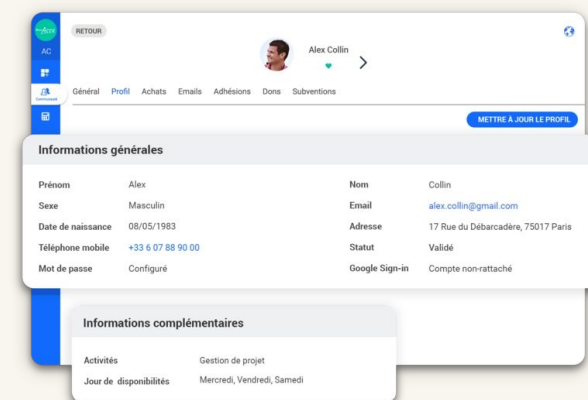 RETOUR
AC
Alex Collin
Général Profil Achats Emails Adhésions Dons Subventions
METTRE À JOUR LE PROFIL
Informations générales
Prénom Alex Nom Collin
Sexe Masculin Email alex.collin@gmail.com
Date de naissance 08/05/1983 Adresse 17 Rue du Débarcadère, 75017 Paris
Téléphone mobile +33 6 07 88 90 00 Statut Validé
Mot de passe Configuré Google Sign-in Compte non-rattaché
Informations complémentaires
Activités Gestion de projet
Jour de disponibilités Mercredi, Vendredi, Samedi